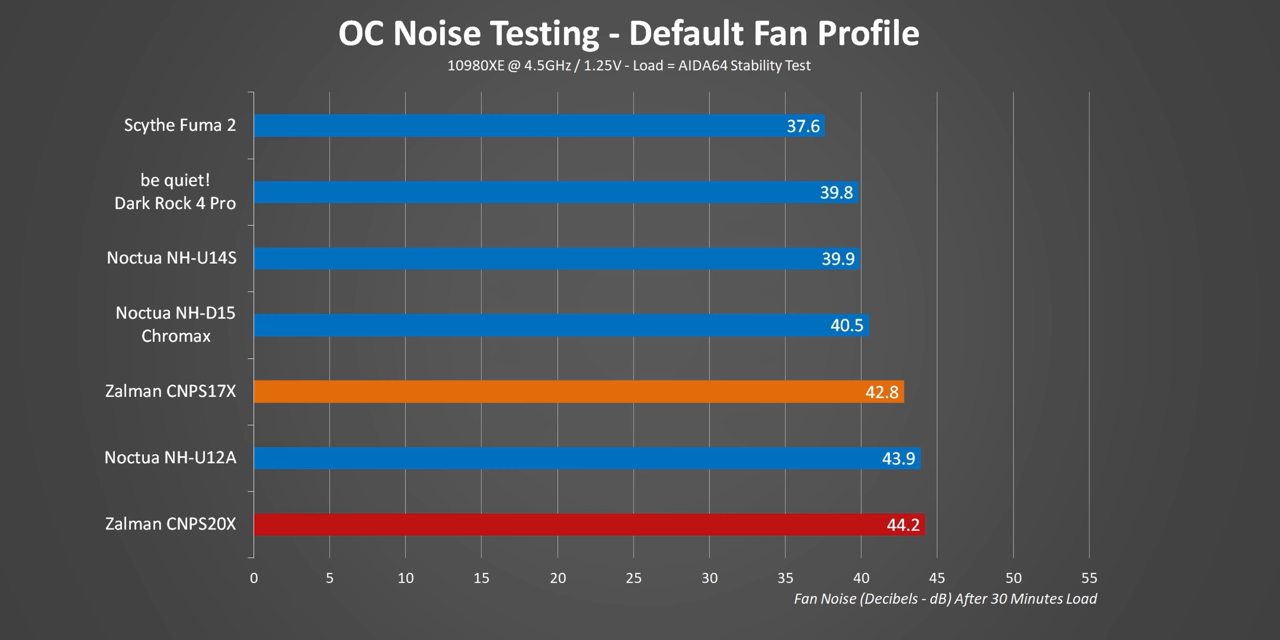 OC Noise Testing - Default Fan Profile
10980XE @ 4.5GHz / 1.25V - Load = AIDA64 Stability Test
Scythe Fuma 2
37.6
be quiet!
Dark Rock 4 Pro
39.8
Noctua NH-U14S
39.9
Noctua NH-D15
Chromax
40.5
Zalman CNPS17X
42.8
Noctua NH-U12A
43.9
Zalman CNPS20X
44.2
0 5 10 15 20 25 30 35 40 45 50 55
Fan Noise (Decibels - dB) After 30 Minutes Load